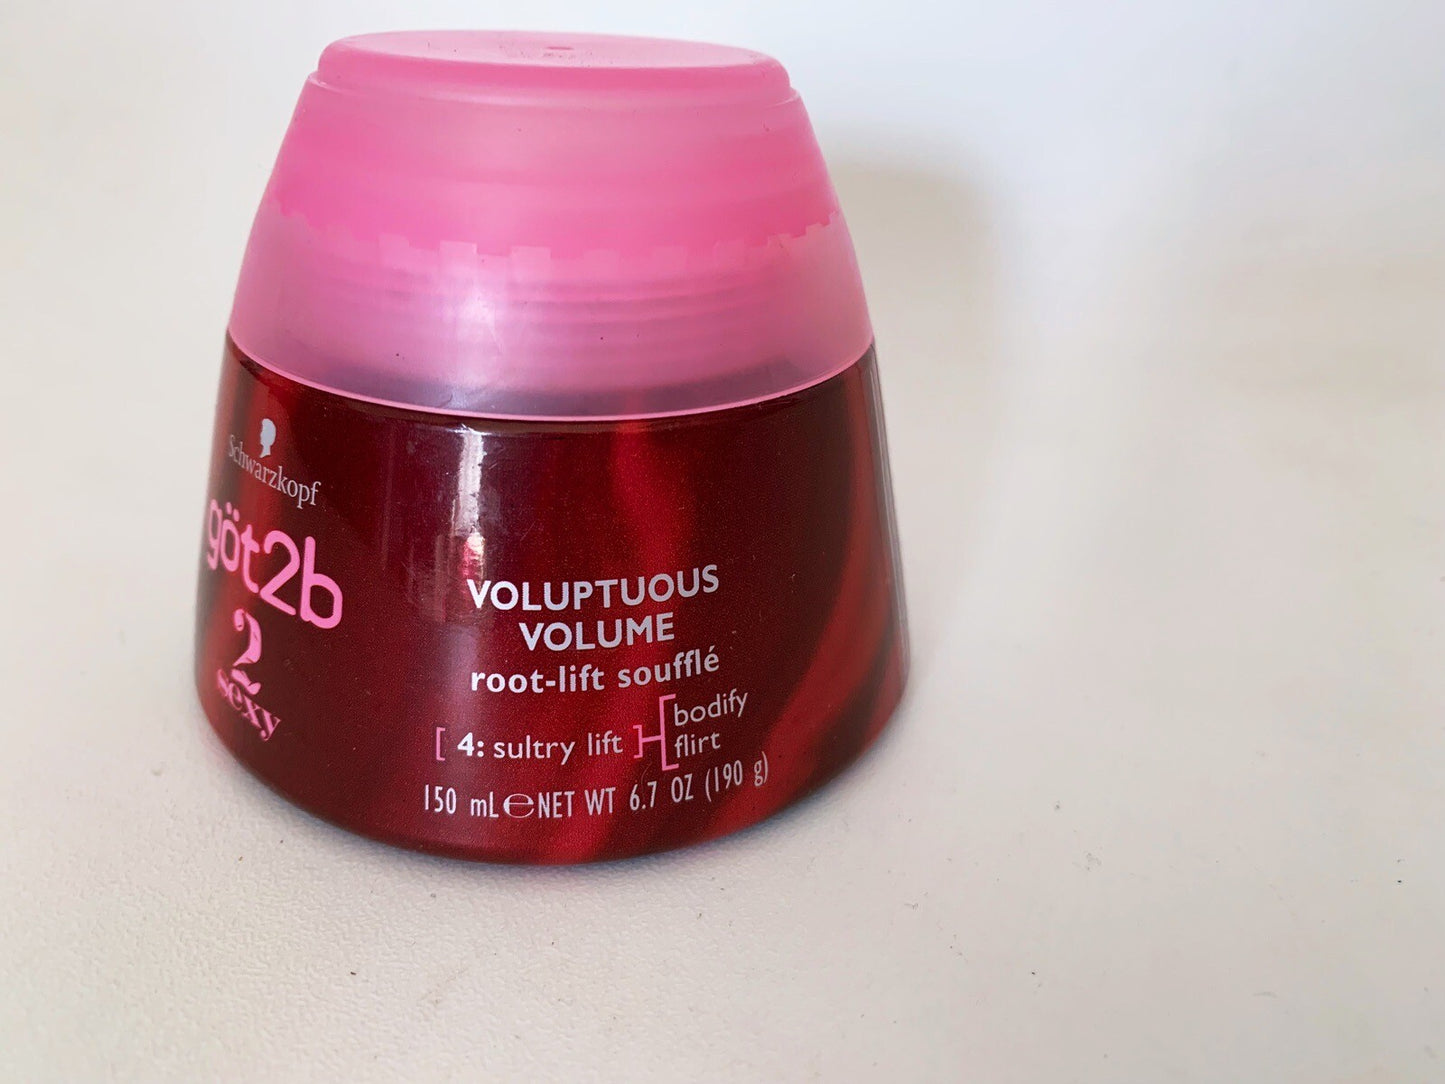 Schwarzkopf
göt2b
2
sexy
VOLUPTUOUS
VOLUME
root-lift soufflé
[ 4: sultry lift ] [ bodify
flirt
150 mL ℮ NET WT 6.7 OZ (190 g)